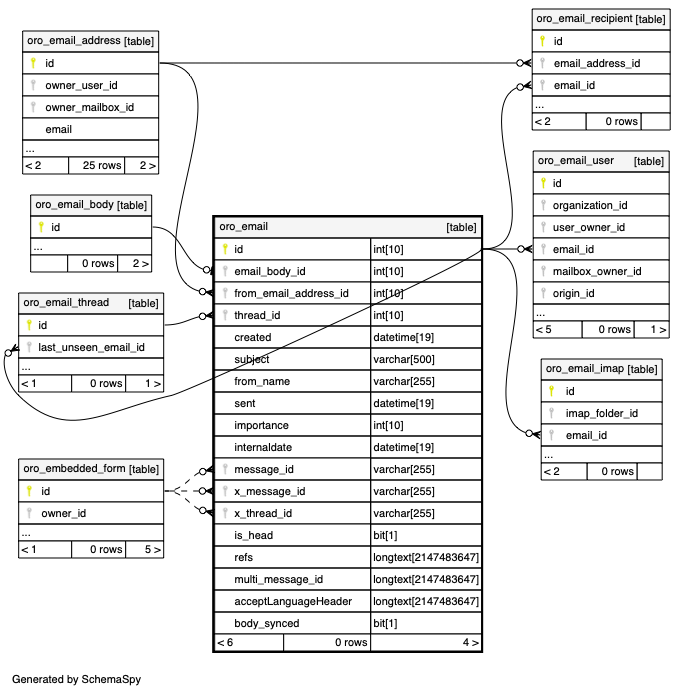 oro_email_address [table]
id
owner_user_id
owner_mailbox_id
email
...
< 2 25 rows 2 >
oro_email_body [table]
id
...
0 rows 2 >
oro_email_thread [table]
id
last_unseen_email_id
...
< 1 0 rows 1 >
oro_embedded_form [table]
id
owner_id
...
< 1 0 rows 5 >
oro_email [table]
id int[10]
email_body_id int[10]
from_email_address_id int[10]
thread_id int[10]
created datetime[19]
subject varchar[500]
from_name varchar[255]
sent datetime[19]
importance int[10]
internaldate datetime[19]
message_id varchar[255]
x_message_id varchar[255]
x_thread_id varchar[255]
is_head bit[1]
refs longtext[2147483647]
multi_message_id longtext[2147483647]
acceptLanguageHeader longtext[2147483647]
body_synced bit[1]
< 6 0 rows 4 >
oro_email_recipient [table]
id
email_address_id
email_id
...
< 2 0 rows
oro_email_user [table]
id
organization_id
user_owner_id
email_id
mailbox_owner_id
origin_id
...
< 5 0 rows 1 >
oro_email_imap [table]
id
imap_folder_id
email_id
...
< 2 0 rows
Generated by SchemaSpy